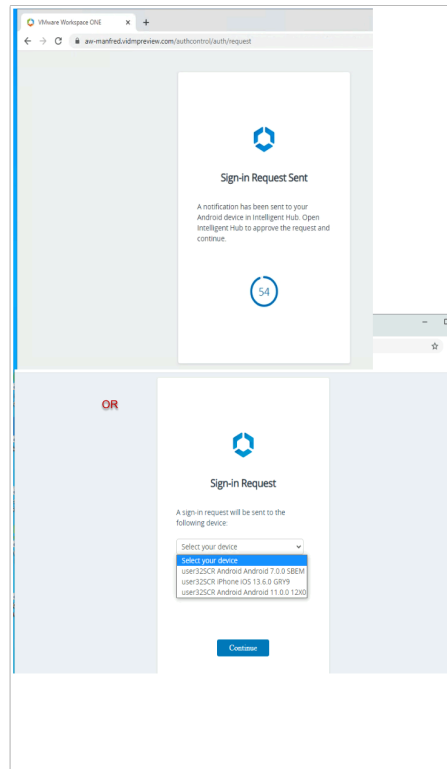 VMware Workspace ONE
aw-manfred.vidmpreview.com/authcontrol/auth/request
Sign-in Request Sent
A notification has been sent to your
Android device in Intelligent Hub. Open
Intelligent Hub to approve the request and
continue.
54
OR
Sign-in Request
A sign-in request will be sent to the
following device:
Select your device
Select your device
user32SCR Android Android 7.0.0 SBEM
user32SCR iPhone iOS 13.6.0 GRY9
user32SCR Android Android 11.0.0 12X0
Continue